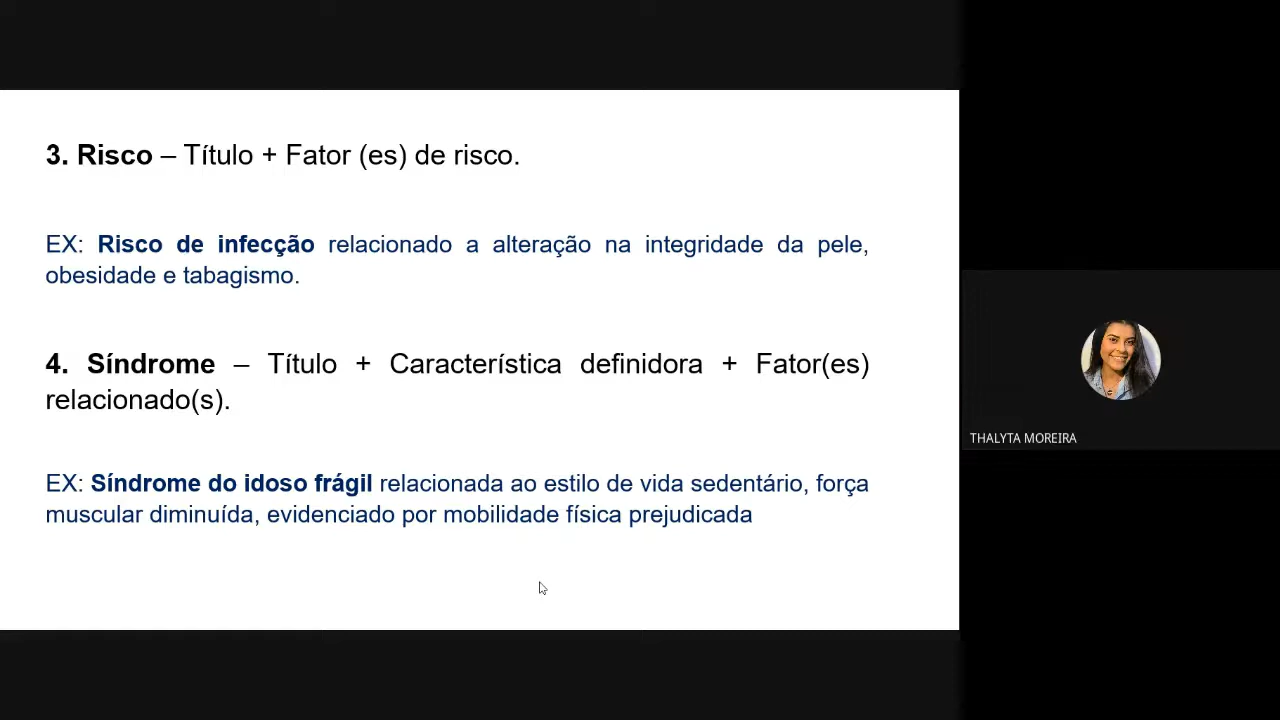 3. Risco – Título + Fator (es) de risco.
EX: Risco de infecção relacionado a alteração na integridade da pele,
obesidade e tabagismo.
4. Síndrome – Título + Característica definidora + Fator(es)
relacionado(s).
EX: Síndrome do idoso frágil relacionada ao estilo de vida sedentário, força
muscular diminuída, evidenciado por mobilidade física prejudicada
THALYTA MOREIRA